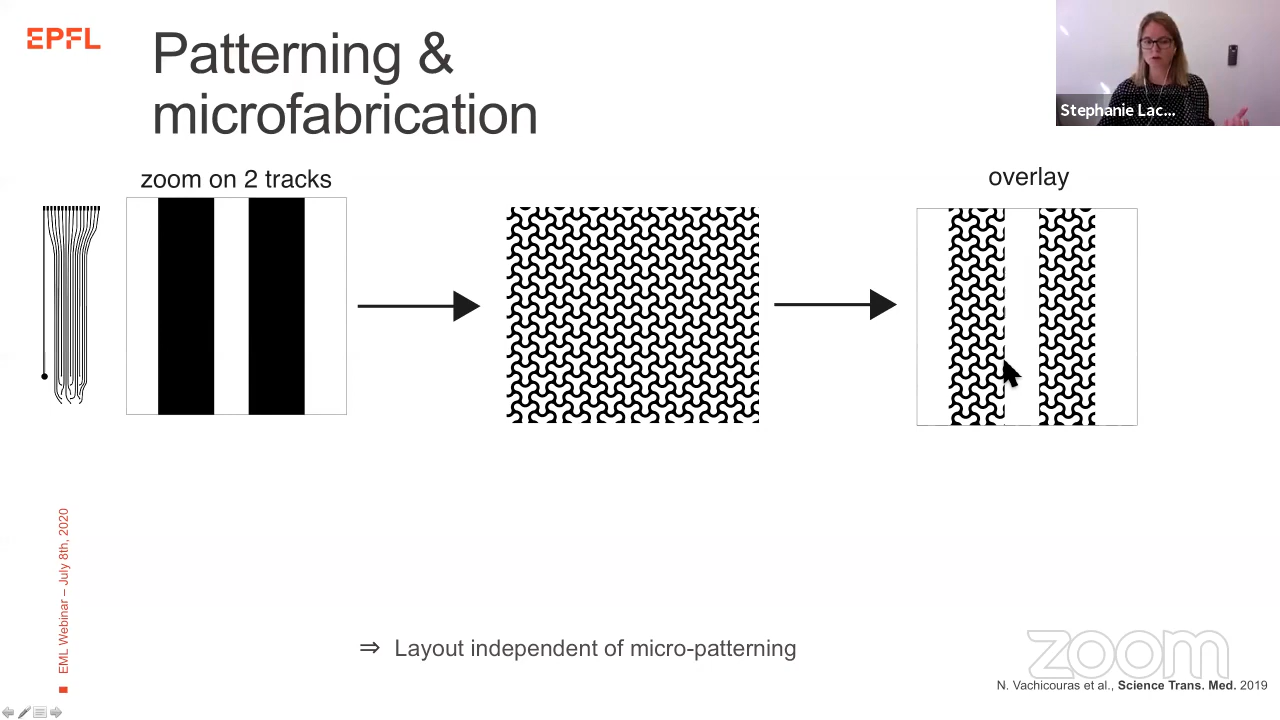 EPFL
Patterning &
microfabrication
Stephanie Lac...
zoom on 2 tracks
overlay
EML Webinar – July 8th, 2020
⇒ Layout independent of micro-patterning
zoom
N. Vachicouras et al., Science Trans. Med. 2019